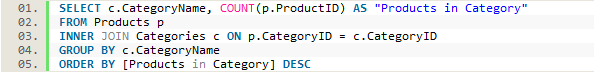 01. SELECT c.CategoryName, COUNT(p.ProductID) AS "Products in Category"
02. FROM Products p
03. INNER JOIN Categories c ON p.CategoryID = c.CategoryID
04. GROUP BY c.CategoryName
05. ORDER BY [Products in Category] DESC